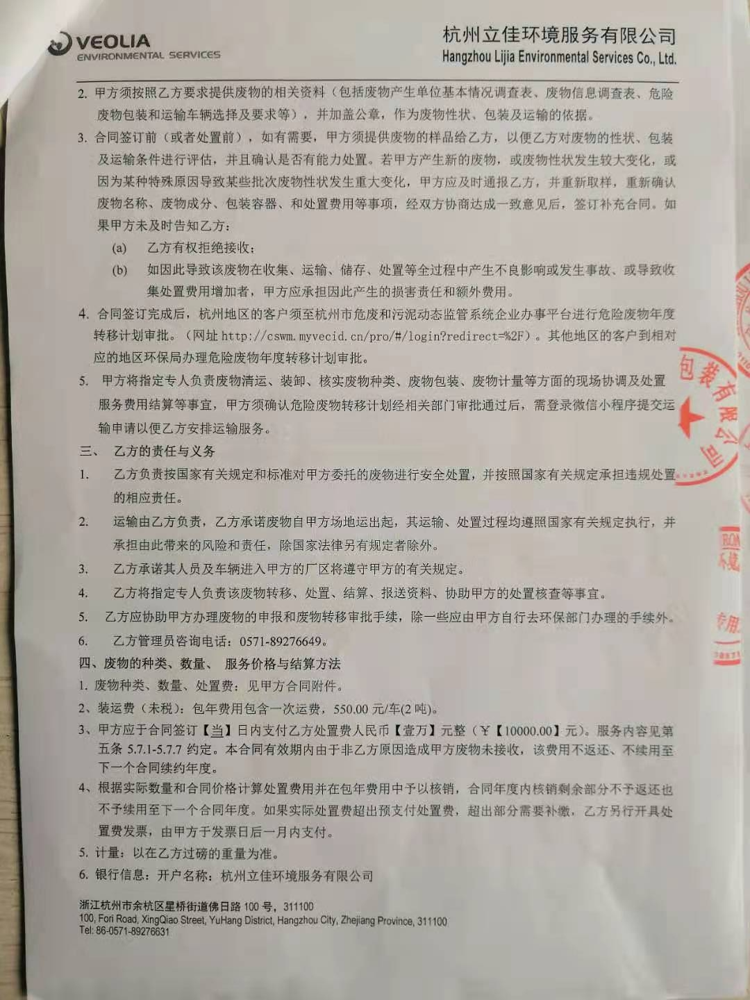 VEOLIA
ENVIRONMENTAL SERVICES
杭州立佳环境服务有限公司
Hangzhou Lijia Environmental Services Co., Ltd.
2. 甲方须按照乙方要求提供废物的相关资料（包括废物产生单位基本情况调查表、废物信息调查表、危险
废物包装和运输车辆选择及要求等），并加盖公章，作为废物性状、包装及运输的依据。
3. 合同签订前（或者处置前），如有需要，甲方须提供废物的样品给乙方，以便乙方对废物的性状、包装
及运输条件进行评估，并且确认是否有能力处置。若甲方产生新的废物，或废物性状发生较大变化，或
因为某种特殊原因导致某些批次废物性状发生重大变化，甲方应及时通报乙方，并重新取样，重新确认
废物名称、废物成分、包装容器、和处置费用等事项，经双方协商达成一致意见后，签订补充合同。如
果甲方未及时告知乙方：
(a) 乙方有权拒绝接收；
(b) 如因此导致该废物在收集、运输、储存、处置等全过程中产生不良影响或发生事故、或导致收
集处置费用增加者，甲方应承担因此产生的损害责任和额外费用。
4. 合同签订完成后，杭州地区的客户须至杭州市危废和污泥动态监管系统企业办事平台进行危险废物年度
转移计划审批。（网址 http://cswm.myvecid.cn/pro/#/login?redirect=%2F）。其他地区的客户到相对
应的地区环保局办理危险废物年度转移计划审批。
5. 甲方将指定专人负责废物清运、装卸、核实废物种类、废物包装、废物计量等方面的现场协调及处置
服务费用结算等事宜，甲方须确认危险废物转移计划经相关部门审批通过后，需登录微信小程序提交运
输申请以便乙方安排运输服务。
三、 乙方的责任与义务
1. 乙方负责按国家有关规定和标准对甲方委托的废物进行安全处置，并按照国家有关规定承担违规处置
的相应责任。
2. 运输由乙方负责，乙方承诺废物自甲方场地运出起，其运输、处置过程均遵照国家有关规定执行，并
承担由此带来的风险和责任，除国家法律另有规定者除外。
3. 乙方承诺其人员及车辆进入甲方的厂区将遵守甲方的有关规定。
4. 乙方将指定专人负责该废物转移、处置、结算、报送资料、协助甲方的处置核查等事宜。
5. 乙方应协助甲方办理废物的申报和废物转移审批手续，除一些应由甲方自行去环保部门办理的手续外。
6. 乙方管理员咨询电话：0571-89276649。
四、废物的种类、数量、 服务价格与结算方法
1. 废物种类、数量、处置费：见甲方合同附件。
2、装运费（未税）：包年费用包含一次运费，550.00 元/车(2 吨)。
3、甲方应于合同签订【当】日内支付乙方处置费人民币【壹万】元整（￥【10000.00】元）。服务内容见第
五条 5.7.1-5.7.7 约定。本合同有效期内由于非乙方原因造成甲方废物未接收，该费用不返还、不续用至
下一个合同续约年度。
4、根据实际数量和合同价格计算处置费用并在包年费用中予以核销，合同年度内核销剩余部分不予返还也
不予续用至下一个合同年度。如果实际处置费超出预支付处置费，超出部分需要补缴，乙方另行开具处
置费发票，由甲方于发票日后一月内支付。
5. 计量：以在乙方过磅的重量为准。
6. 银行信息：开户名称：杭州立佳环境服务有限公司
浙江杭州市余杭区星桥街道佛日路 100 号，311100
100, Fori Road, XingQiao Street, YuHang District, Hangzhou City, Zhejiang Province, 311100
Tel: 86-0571-89276631
包装有限公司
环境
专用